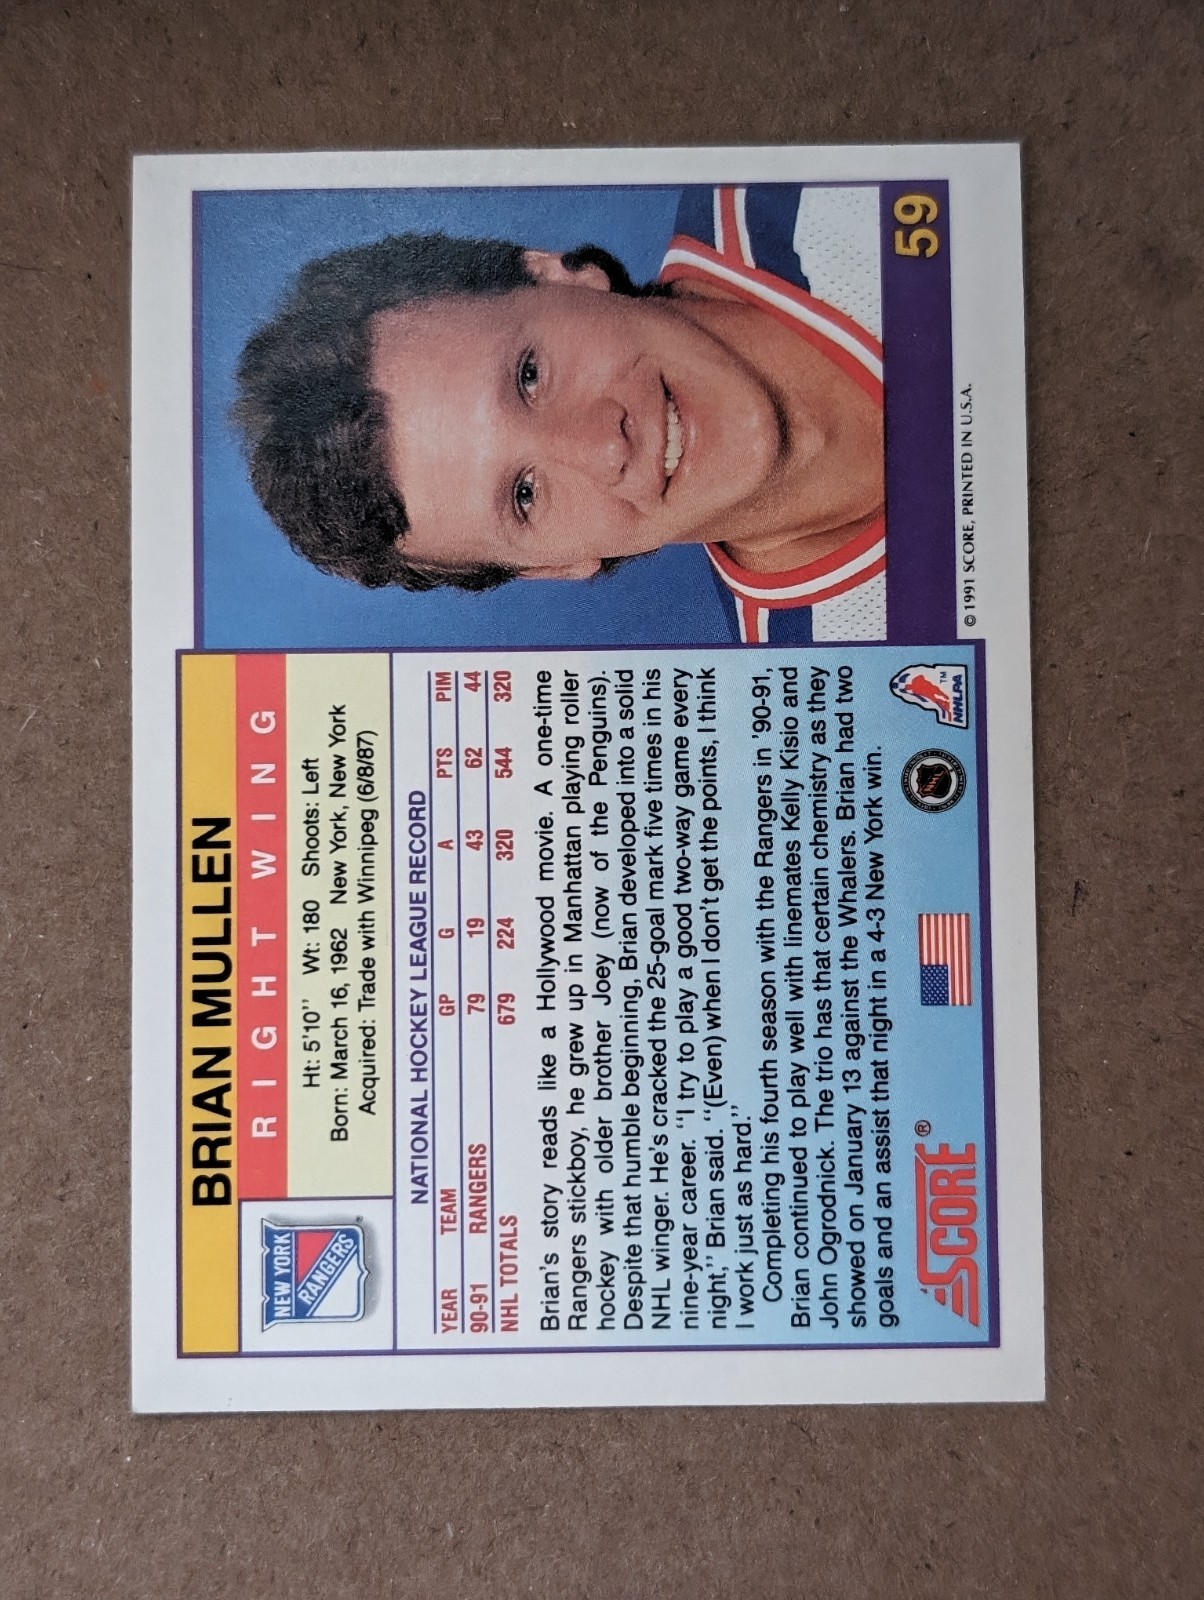 BRIAN MULLEN
RIGHT WING
NEW YORK
RANGERS
Ht: 5'10'' Wt: 180 Shoots: Left
Born: March 16, 1962 New York, New York
Acquired: Trade with Winnipeg (6/8/87)
NATIONAL HOCKEY LEAGUE RECORD
YEAR TEAM GP G A PTS PIM
90-91 RANGERS 79 19 43 62 44
NHL TOTALS 679 224 320 544 320
Brian's story reads like a Hollywood movie. A one-time
Rangers stickboy, he grew up in Manhattan playing roller
hockey with older brother Joey (now of the Penguins).
Despite that humble beginning, Brian developed into a solid
NHL winger. He's cracked the 25-goal mark five times in his
nine-year career. ''I try to play a good two-way game every
night,'' Brian said. ''(Even) when I don't get the points, I think
I work just as hard.''
Completing his fourth season with the Rangers in '90-91,
Brian continued to play well with linemates Kelly Kisio and
John Ogrodnick. The trio has that certain chemistry as they
showed on January 13 against the Whalers. Brian had two
goals and an assist that night in a 4-3 New York win.
SCORE®
NHL
NHLPA
TM
© 1991 SCORE, PRINTED IN U.S.A.
59